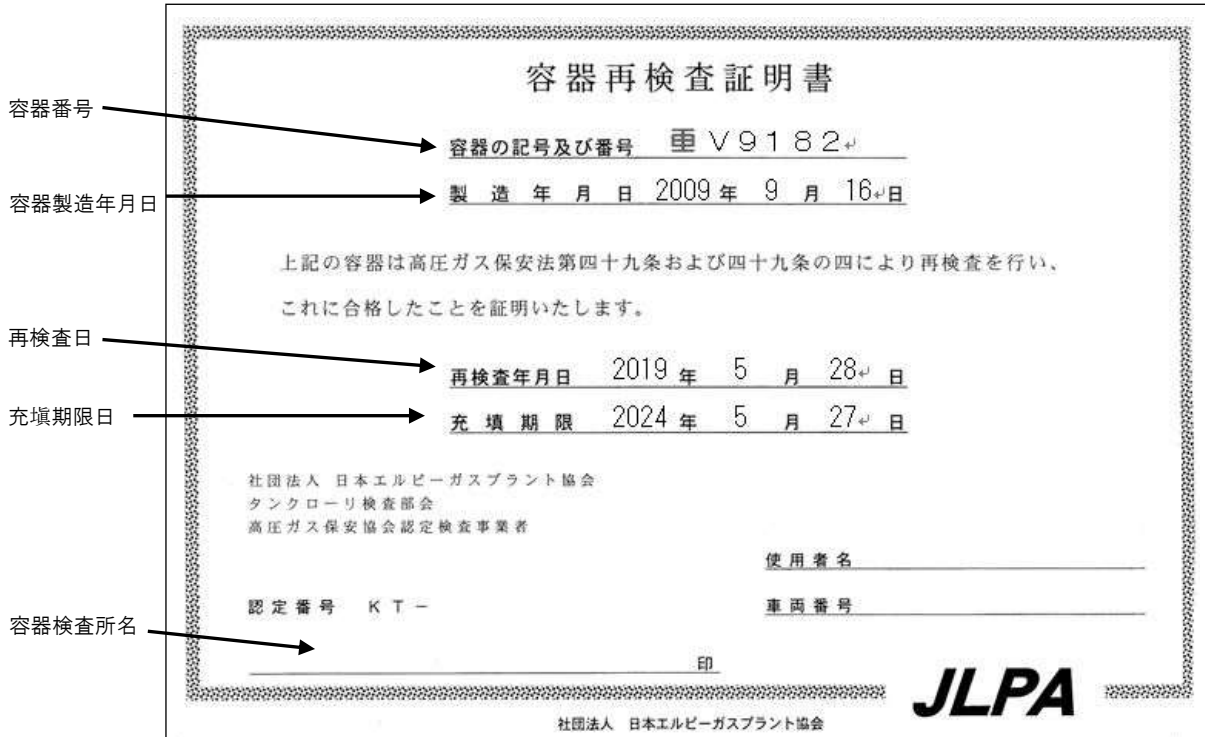 容器再検査証明書
容器番号
容器の記号及び番号 重V9182↵
容器製造年月日
製造年月日 2009年 9月 16↵日
上記の容器は高圧ガス保安法第四十九条および四十九条の四により再検査を行い、
これに合格したことを証明いたします。
再検査日
再検査年月日 2019年 5月 28↵日
充塡期限日
充填期限 2024年 5月 27↵日
社団法人 日本エルピーガスプラント協会
タンクローリ検査部会
高圧ガス保安協会認定検査事業者
使用者名
認定番号 KT-
車両番号
容器検査所名
印
JLPA
社団法人 日本エルピーガスプラント協会